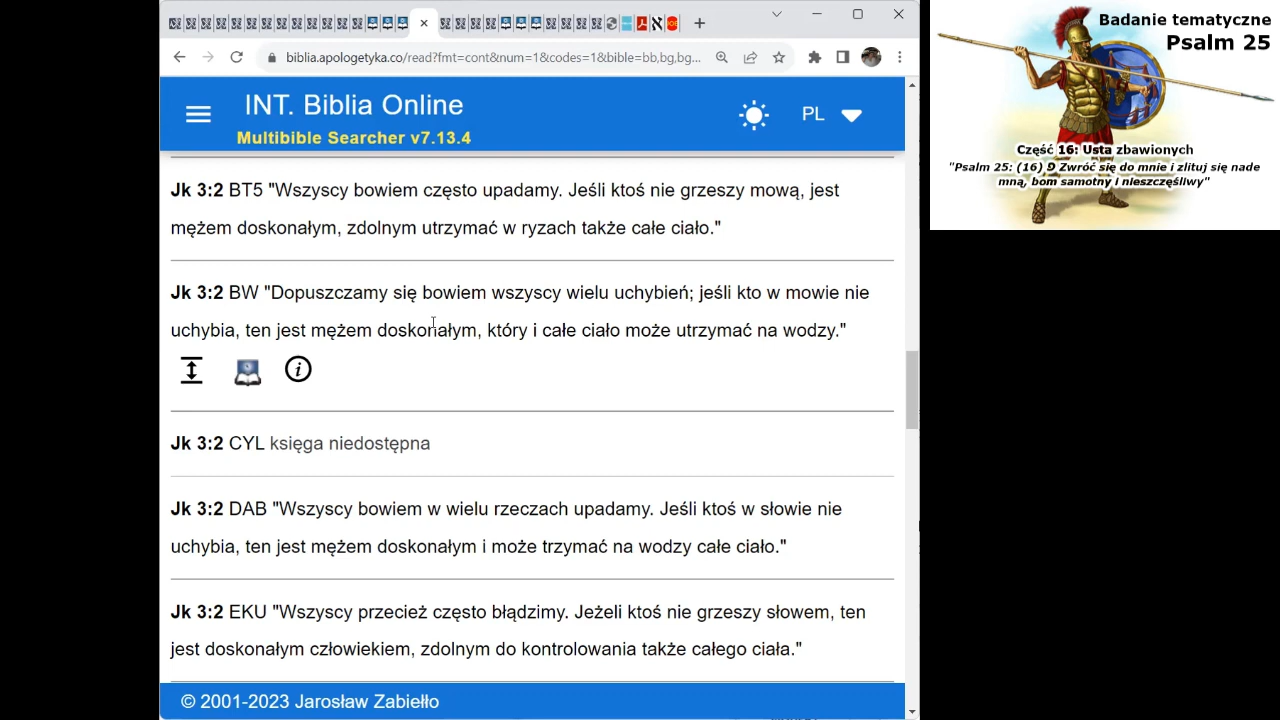 biblia.apologetyka.co/read?fmt=cont&num=1&codes=1&bible=bb,bg,bg...
INT. Biblia Online
Multibible Searcher v7.13.4
PL
Jk 3:2 BT5 "Wszyscy bowiem często upadamy. Jeśli ktoś nie grzeszy mową, jest
mężem doskonałym, zdolnym utrzymać w ryzach także całe ciało."
Jk 3:2 BW "Dopuszczamy się bowiem wszyscy wielu uchybień; jeśli kto w mowie nie
uchybia, ten jest mężem doskonałym, który i całe ciało może utrzymać na wodzy."
Jk 3:2 CYL księga niedostępna
Jk 3:2 DAB "Wszyscy bowiem w wielu rzeczach upadamy. Jeśli ktoś w słowie nie
uchybia, ten jest mężem doskonałym i może trzymać na wodzy całe ciało."
Jk 3:2 EKU "Wszyscy przecież często błądzimy. Jeżeli ktoś nie grzeszy słowem, ten
jest doskonałym człowiekiem, zdolnym do kontrolowania także całego ciała."
© 2001-2023 Jarosław Zabiełło
Badanie tematyczne
Psalm 25
Część 16: Usta zbawionych
"Psalm 25: (16) פ Zwróć się do mnie i zlituj się nade
mną, bom samotny i nieszczęśliwy"